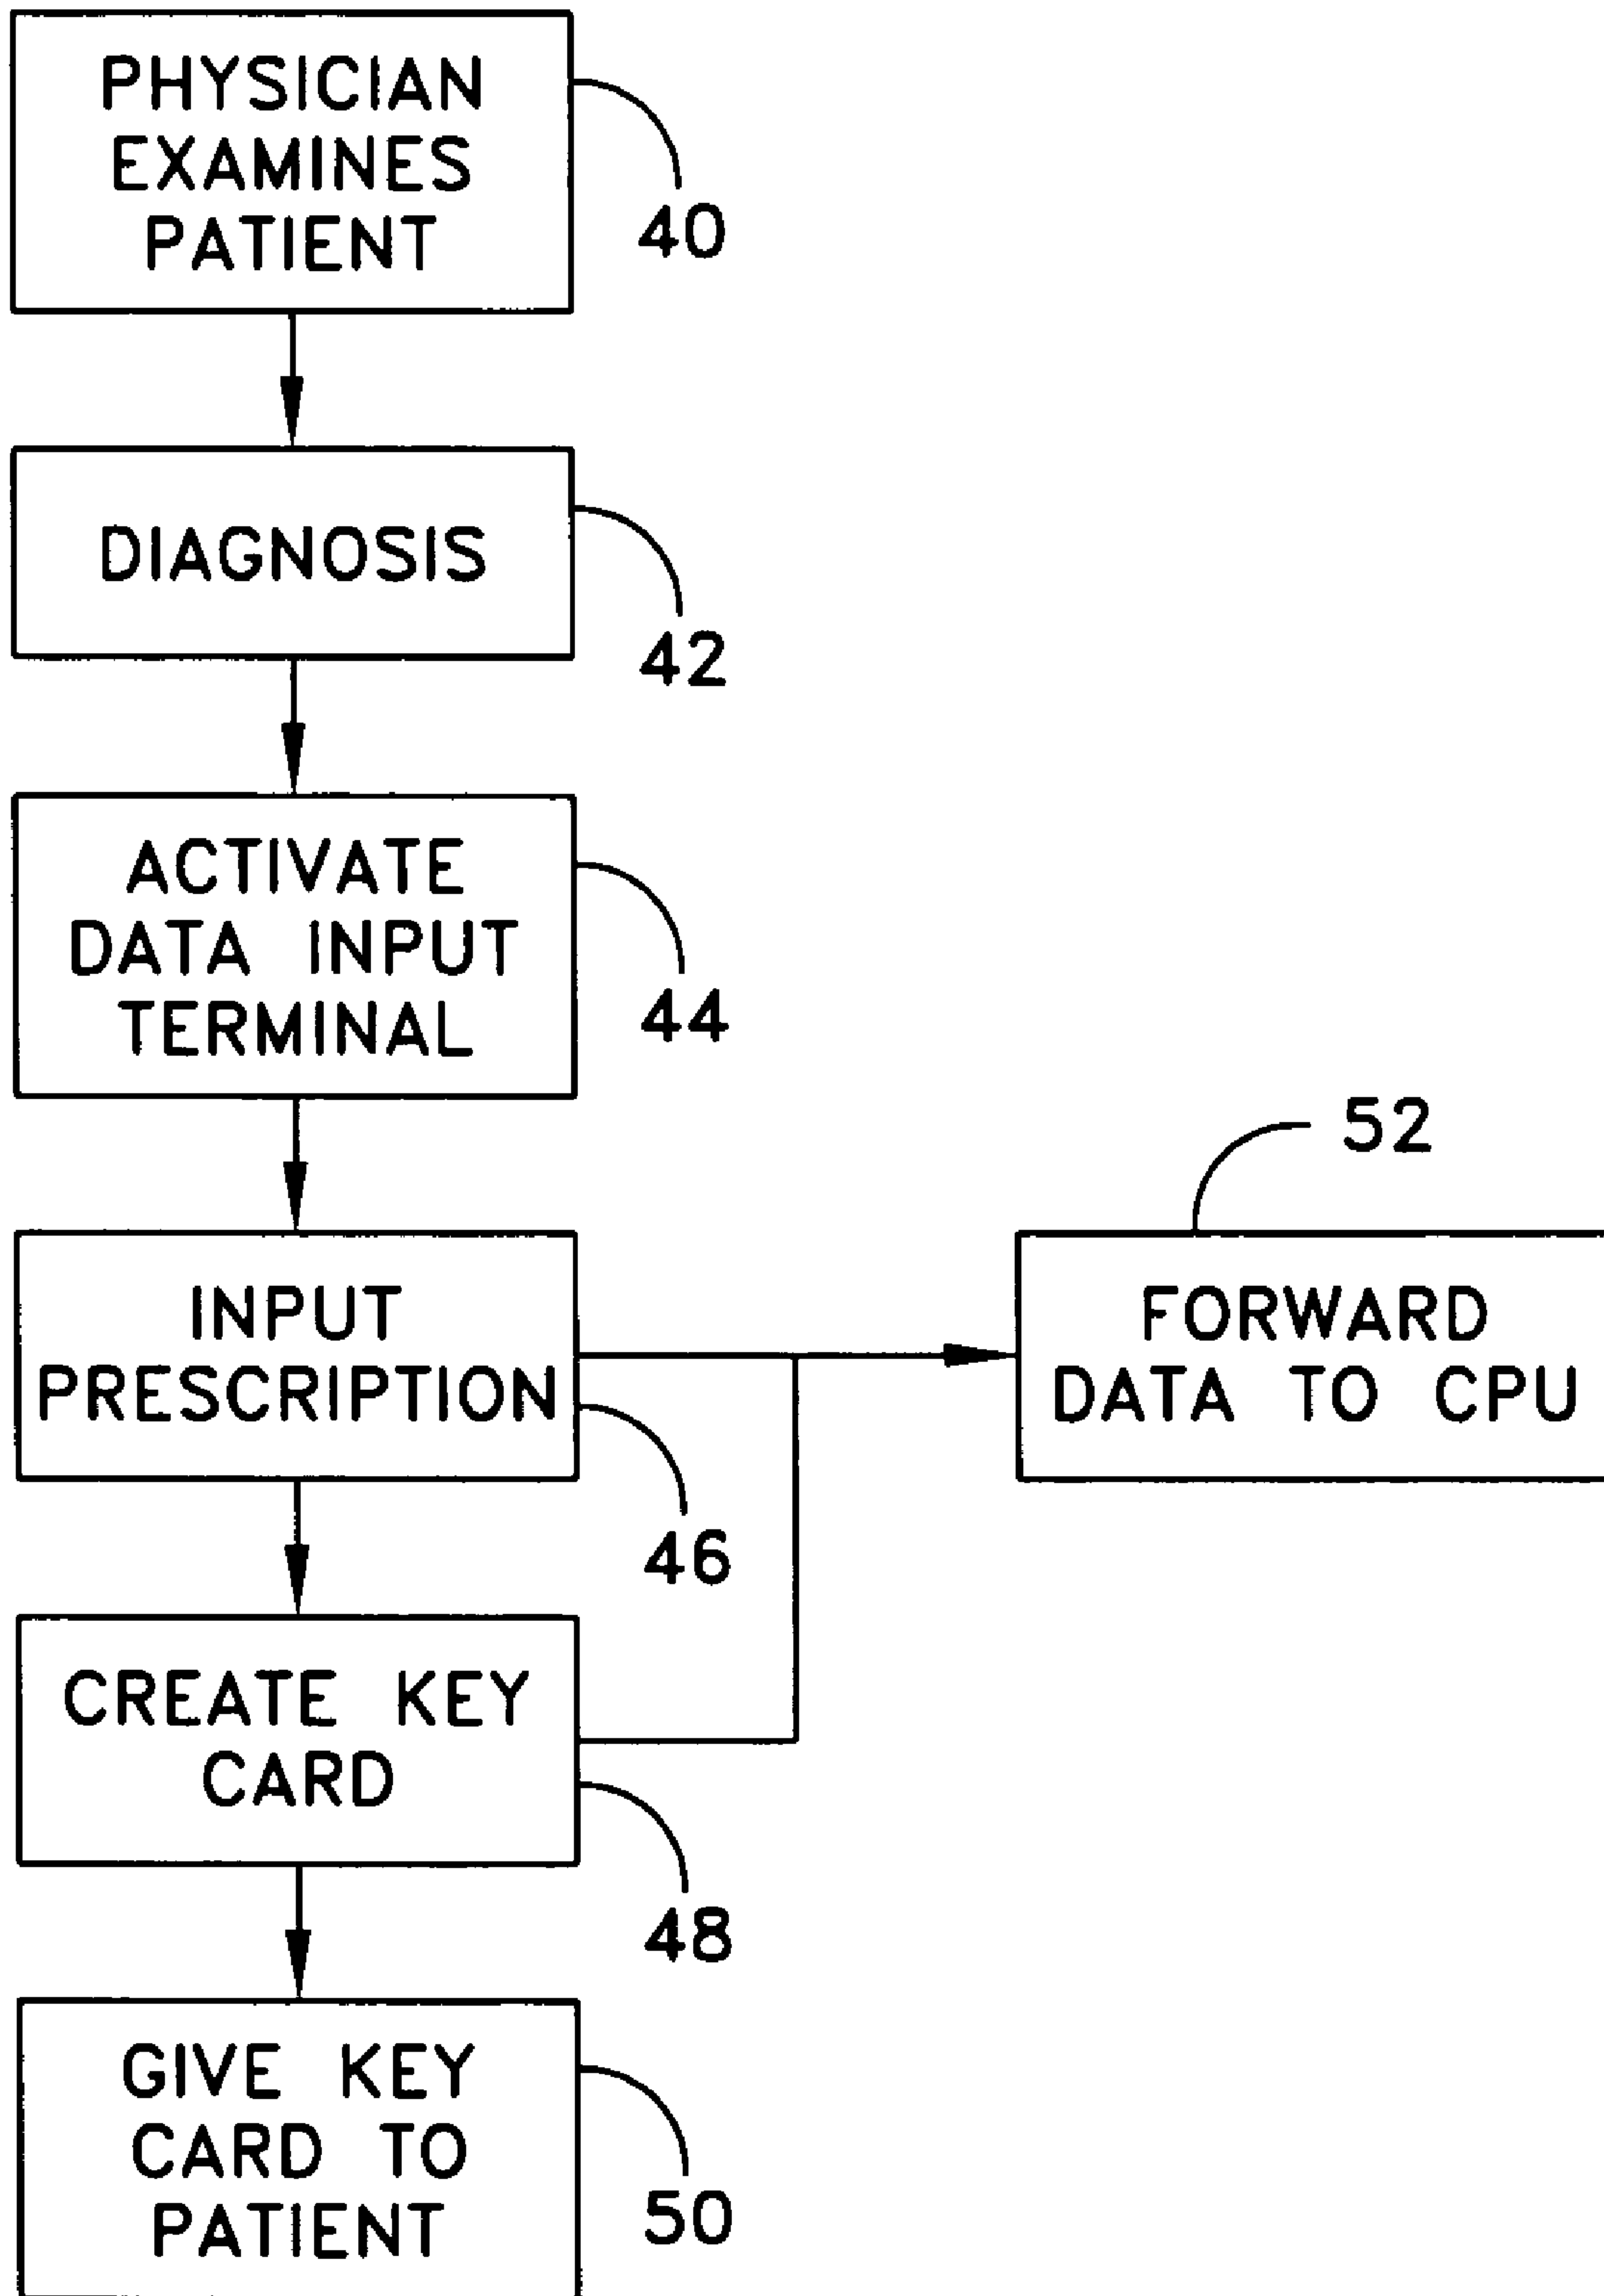 PHYSICIAN
EXAMINES
PATIENT
40
DIAGNOSIS
42
ACTIVATE
DATA INPUT
TERMINAL
44
INPUT
PRESCRIPTION
46
52
FORWARD
DATA TO CPU
CREATE KEY
CARD
48
GIVE KEY
CARD TO
PATIENT
50